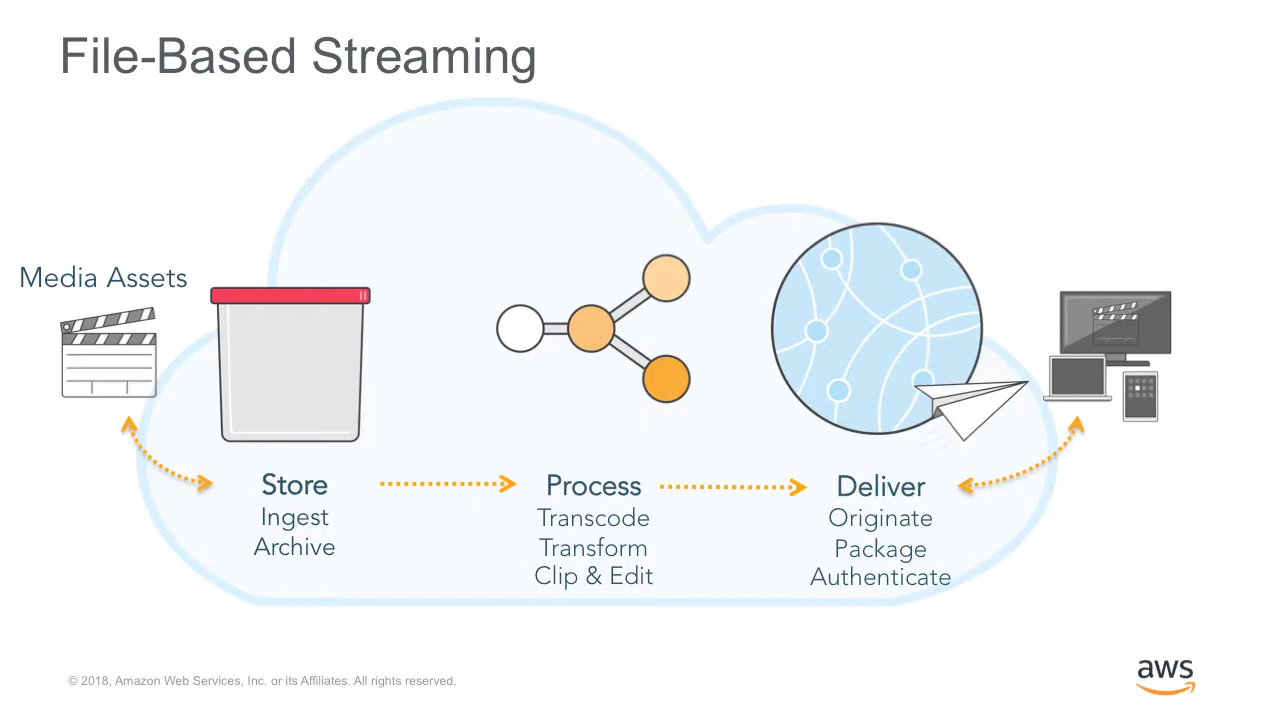 File-Based Streaming
Media Assets
Store
Ingest
Archive
Process
Transcode
Transform
Clip & Edit
Deliver
Originate
Package
Authenticate
© 2018, Amazon Web Services, Inc. or its Affiliates. All rights reserved.
aws